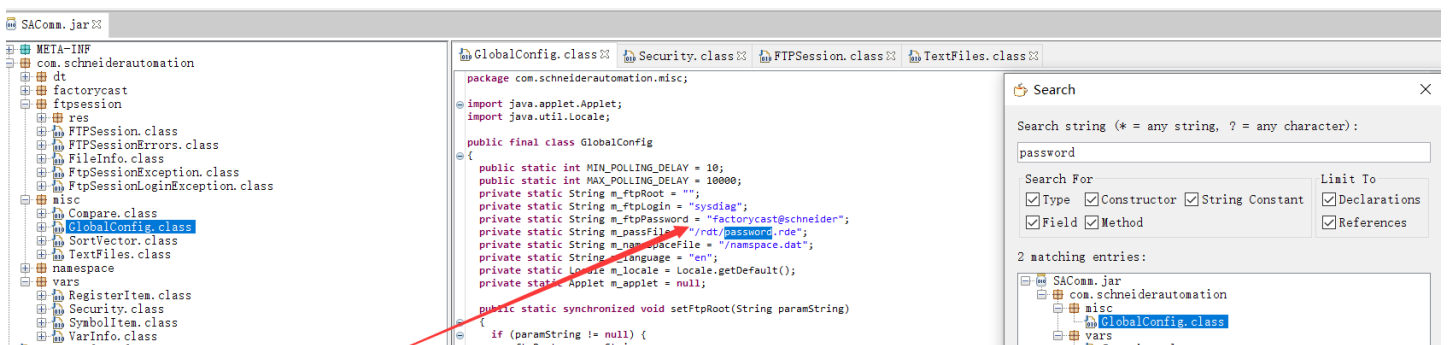 SAComm.jar
META-INF
com.schneiderautomation
dt
factorycast
ftpsession
res
FTPSession.class
FTPSessionErrors.class
FileInfo.class
FtpSessionException.class
FtpSessionLoginException.class
misc
Compare.class
GlobalConfig.class
SortVector.class
TextFiles.class
namespace
vars
RegisterItem.class
Security.class
SymbolItem.class
VarInfo.class
GlobalConfig.class Security.class FTPSession.class TextFiles.class
package com.schneiderautomation.misc;
import java.applet.Applet;
import java.util.Locale;
public final class GlobalConfig
{
public static int MIN_POLLING_DELAY = 10;
public static int MAX_POLLING_DELAY = 10000;
private static String m_ftpRoot = "";
private static String m_ftpLogin = "sysdiag";
private static String m_ftpPassword = "factorycast@schneider";
private static String m_passFile "/rdt/password.rde";
private static String m_namespaceFile = "/namspace.dat";
private static String m_language = "en";
private static Locale m_locale = Locale.getDefault();
private static Applet m_applet = null;
public static synchronized void setFtpRoot(String paramString)
{
if (paramString != null) {
Search
Search string (* = any string, ? = any character):
password
Search For
Type Constructor String Constant
Field Method
Limit To
Declarations
References
2 matching entries:
SAComm.jar
com.schneiderautomation
misc
GlobalConfig.class
vars